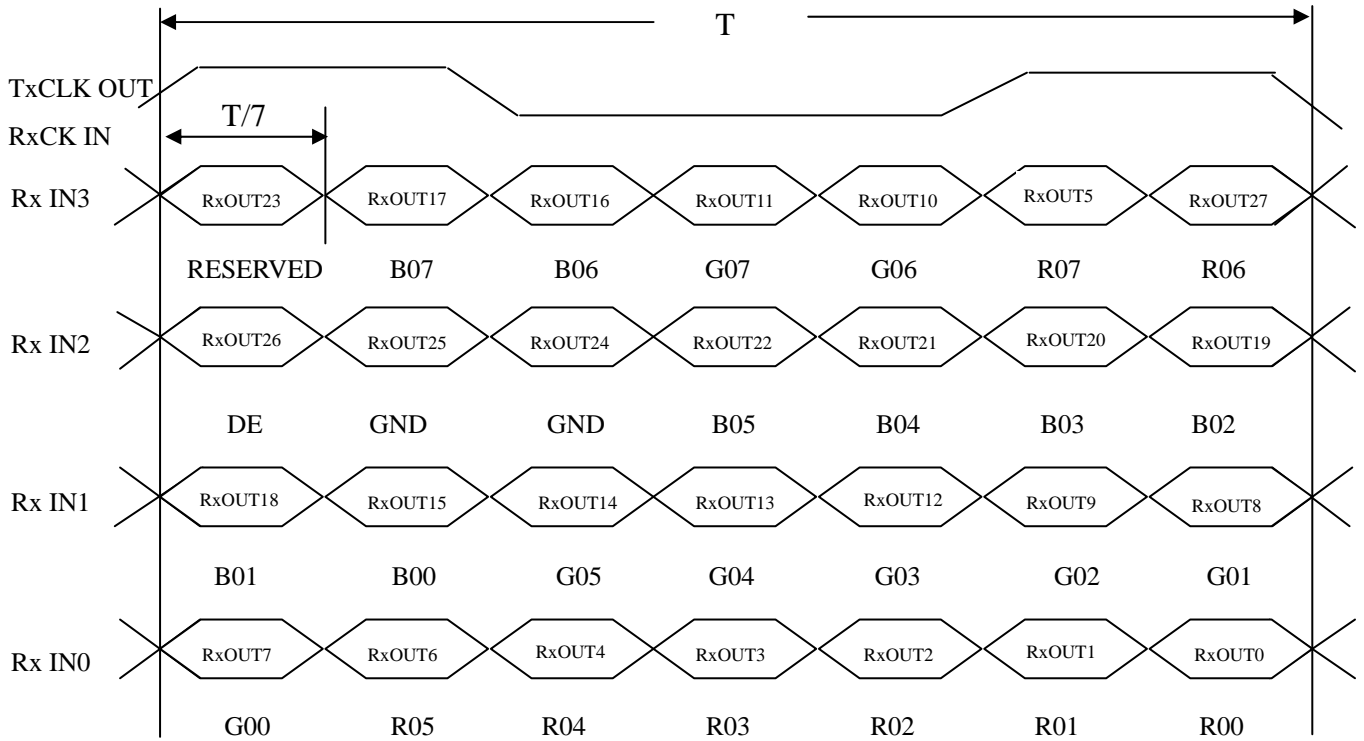 T
TxCLK OUT
T/7
RxCK IN
Rx IN3 RxOUT23 RxOUT17 RxOUT16 RxOUT11 RxOUT10 RxOUT5 RxOUT27
RESERVED B07 B06 G07 G06 R07 R06
Rx IN2 RxOUT26 RxOUT25 RxOUT24 RxOUT22 RxOUT21 RxOUT20 RxOUT19
DE GND GND B05 B04 B03 B02
Rx IN1 RxOUT18 RxOUT15 RxOUT14 RxOUT13 RxOUT12 RxOUT9 RxOUT8
B01 B00 G05 G04 G03 G02 G01
Rx IN0 RxOUT7 RxOUT6 RxOUT4 RxOUT3 RxOUT2 RxOUT1 RxOUT0
G00 R05 R04 R03 R02 R01 R00